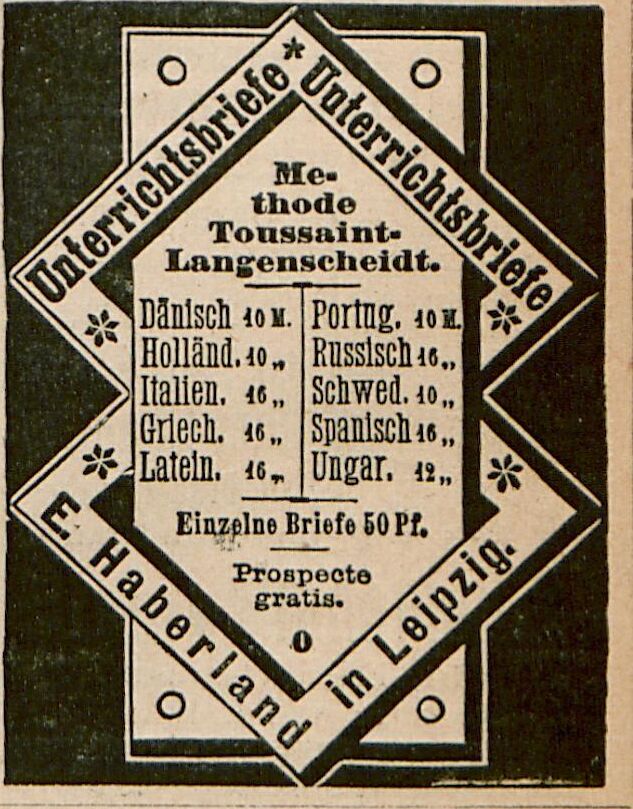 Unterrichtsbriefe * Unterrichtsbriefe
Me-
thode
Toussaint-
Langenscheidt.
Dänisch 10 M.
Holländ. 10 „
Italien. 16 „
Griech. 16 „
Latein. 16 „
Portug. 10 M.
Russisch 16 „
Schwed. 10 „
Spanisch 16 „
Ungar. 12 „
Einzelne Briefe 50 Pf.
Prospecte
gratis.
0
E. Haberland in Leipzig.